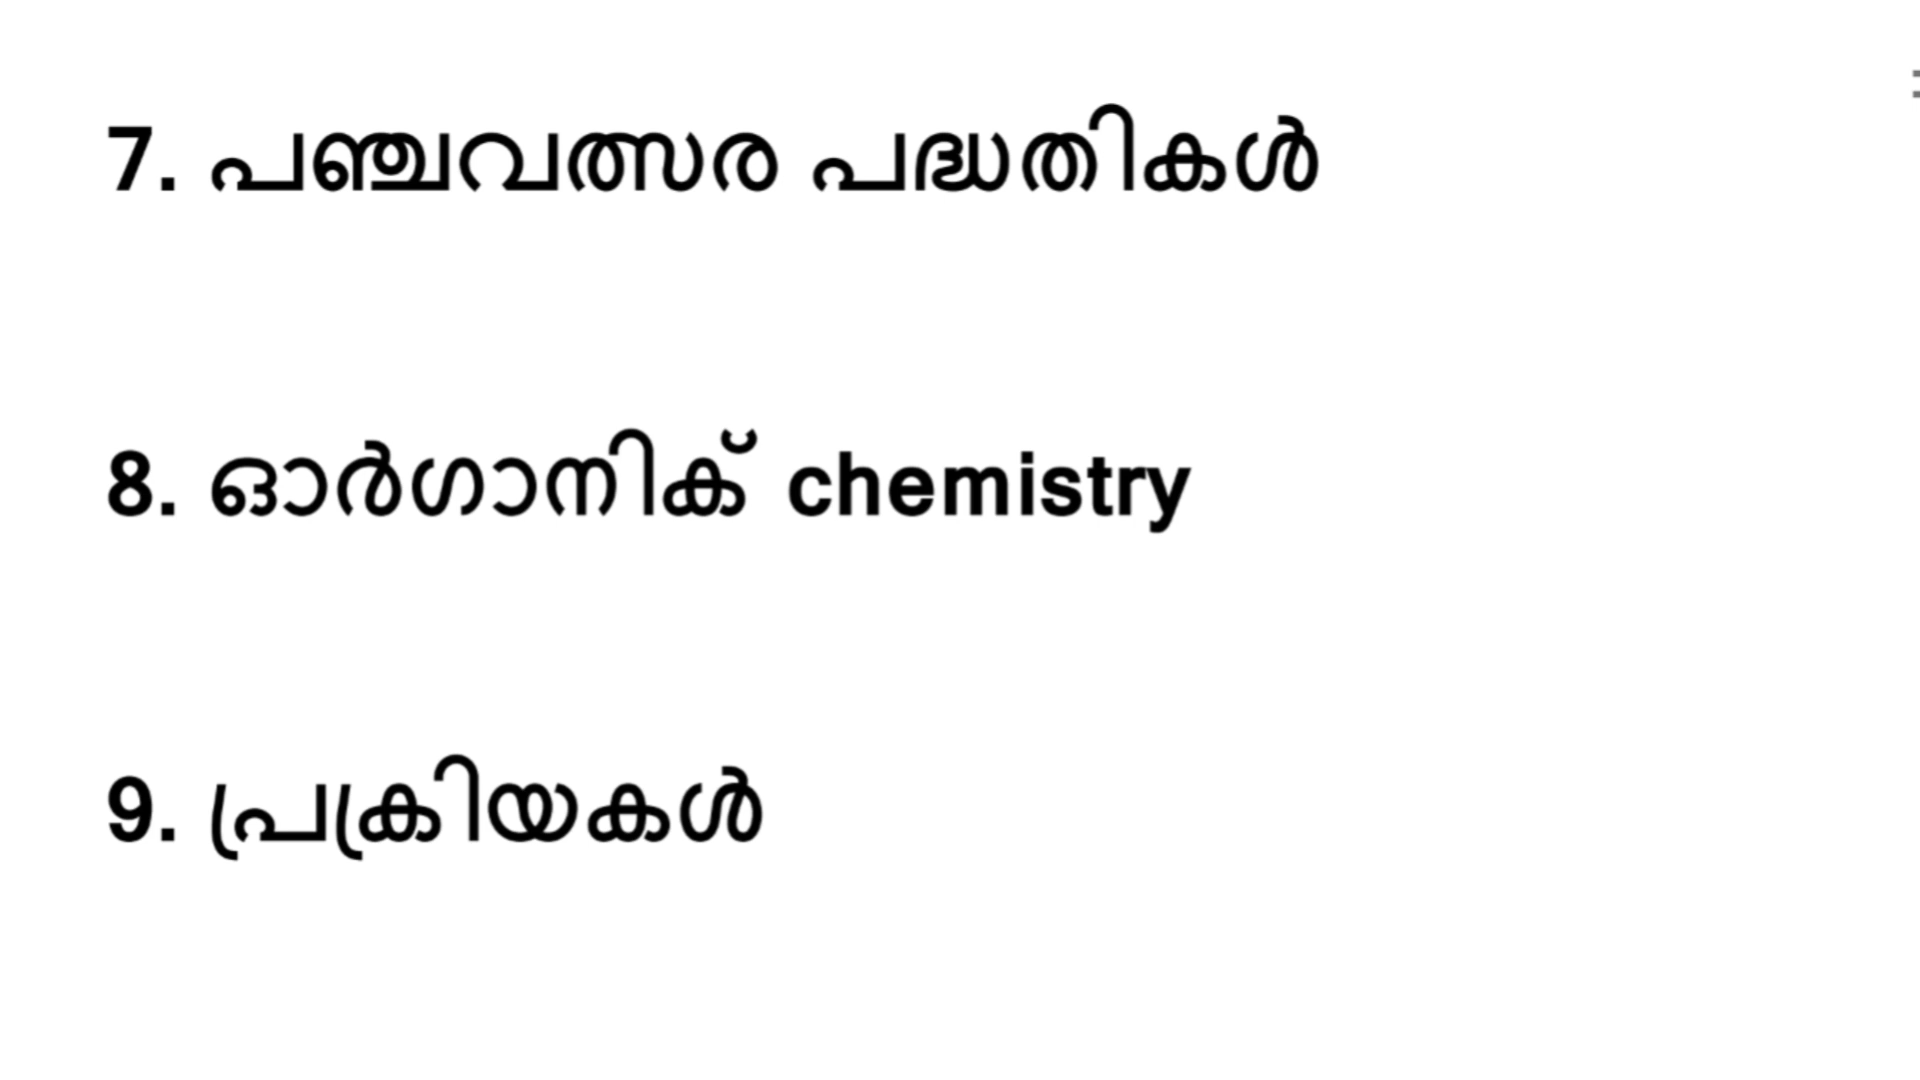 7. പഞ്ചവത്സര പദ്ധതികൾ
8. ഓർഗാനിക് chemistry
9. പ്രക്രിയകൾ